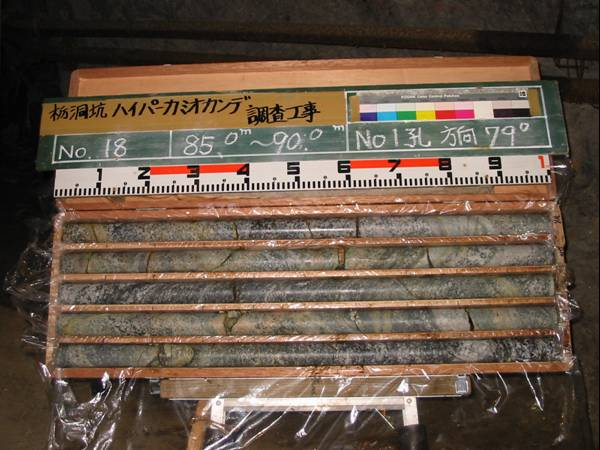 栃洞坑 ハイパーカミオカンデ 調査工事
No. 18 85.0m～90.0m No1孔 方向 79°
1 2 3 4 5 6 7 8 9 1